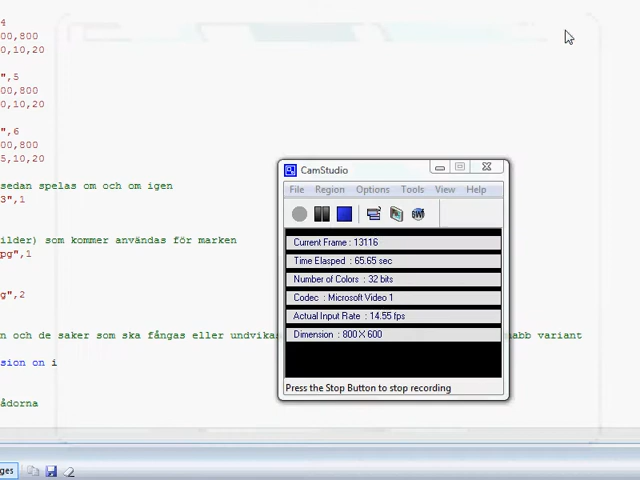 4
00,800
0,10,20
",5
00,800
0,10,20
",6
00,800
5,10,20
sedan spelas om och om igen
3",1
ilder) som kommer användas för marken
pg",1
g",2
n och de saker som ska fångas eller undvika
abb variant
sion on i
ådorna
ges
CamStudio
File Region Options Tools View Help
SWF
Current Frame : 13116
Time Elasped : 65.65 sec
Number of Colors : 32 bits
Codec : Microsoft Video 1
Actual Input Rate : 14.55 fps
Dimension : 800 X 600
Press the Stop Button to stop recording